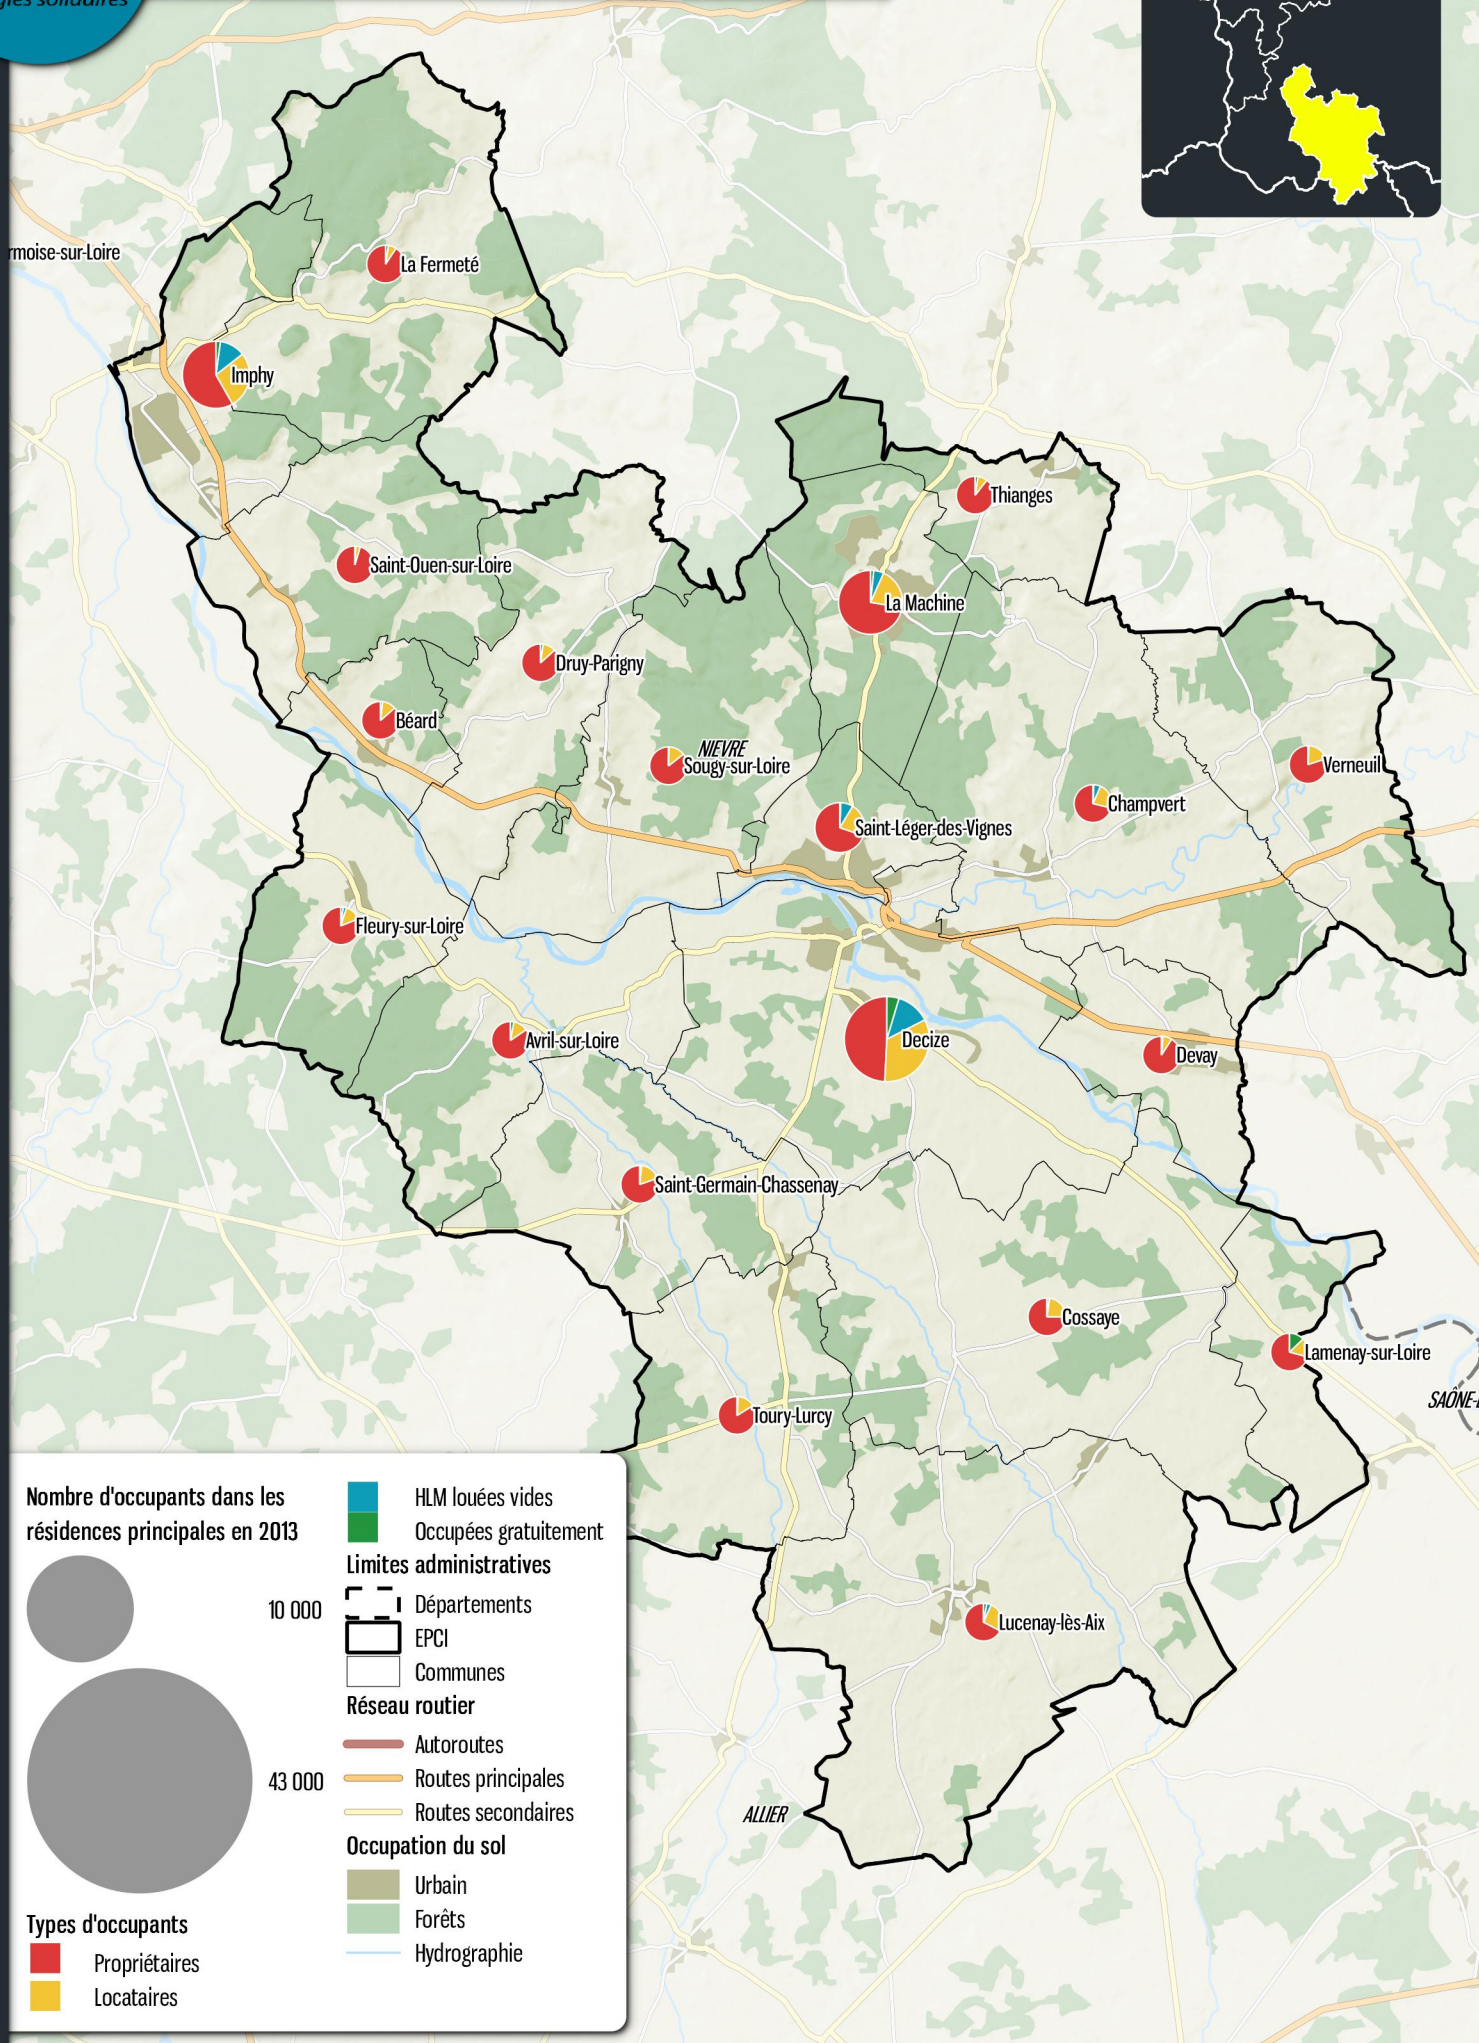 solidaires
La Fermeté
Imphy
Thianges
Saint-Ouen-sur-Loire
La Machine
Druy-Parigny
Béard
NIEVRE
Sougy-sur-Loire
Verneuil
Champvert
Saint-Léger-des-Vignes
Fleury-sur-Loire
Avril-sur-Loire
Decize
Devay
Saint-Germain-Chassenay
Cossaye
Lamenay-sur-Loire
SAÔNE-
Toury-Lurcy
Lucenay-lès-Aix
ALLIER
Nombre d'occupants dans les
résidences principales en 2013
10 000
43 000
Types d'occupants
Propriétaires
Locataires
HLM louées vides
Occupées gratuitement
Limites administratives
Départements
EPCI
Communes
Réseau routier
Autoroutes
Routes principales
Routes secondaires
Occupation du sol
Urbain
Forêts
Hydrographie